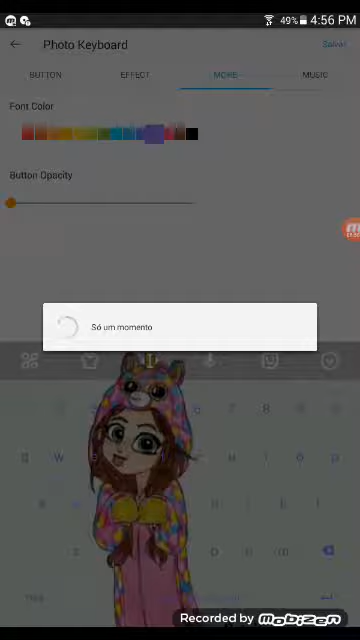 49% 4:56 PM
Photo Keyboard
Salvar
BUTTON EFFECT MORE MUSIC
Font Color
Button Opacity
Só um momento
Recorded by MOBIZEN